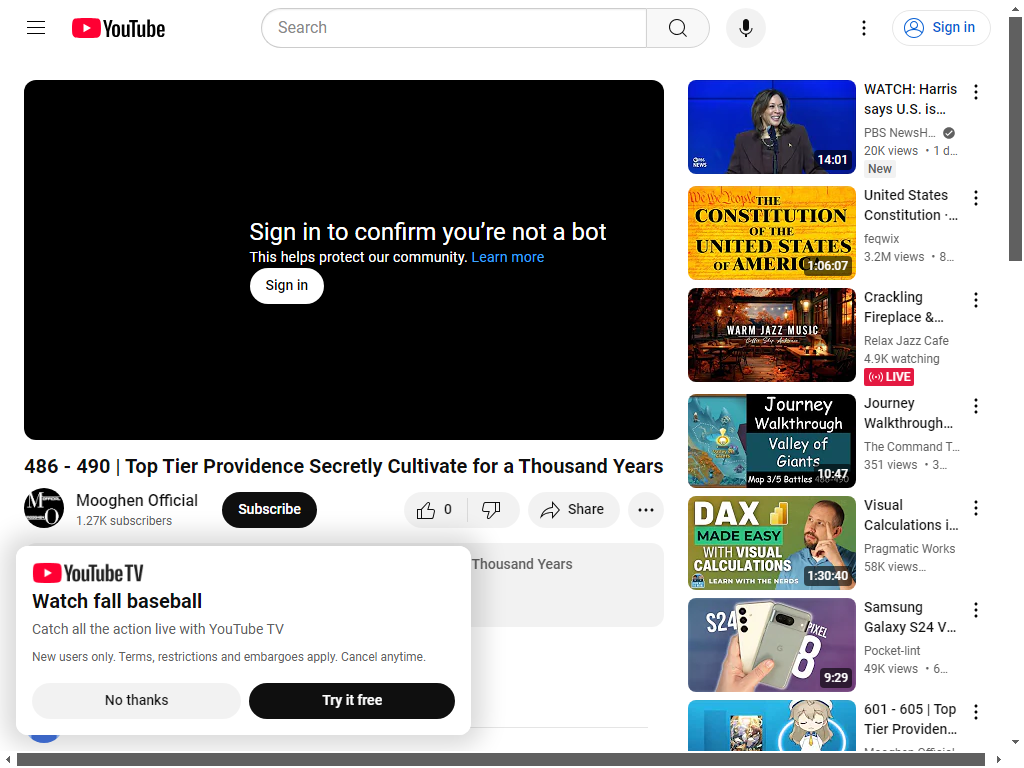 YouTube
Search
Sign in
Sign in to confirm you're not a bot
This helps protect our community. Learn more
Sign in
486 - 490 | Top Tier Providence Secretly Cultivate for a Thousand Years
Mooghen Official
1.27K subscribers
Subscribe
0
Share
Thousand Years
YouTube TV
Watch fall baseball
Catch all the action live with YouTube TV
New users only. Terms, restrictions and embargoes apply. Cancel anytime.
No thanks
Try it free
14:01
WATCH: Harris
says U.S. is...
PBS NewsH...
20K views • 1 d...
New
We the People
THE
CONSTITUTION
OF THE
UNITED STATES
OF AMERICA
1:06:07
United States
Constitution ·...
feqwix
3.2M views • 8...
WARM JAZZ MUSIC
Crackling
Fireplace &...
Relax Jazz Cafe
4.9K watching
LIVE
Journey
Walkthrough
Valley of
Giants
Map 3/5 Battles 486-490
10:47
Journey
Walkthrough...
The Command T...
351 views • 3...
DAX
MADE EASY
WITH VISUAL
CALCULATIONS
LEARN WITH THE NERDS
1:30:40
Visual
Calculations i...
Pragmatic Works
58K views...
S24 V
PIXEL
8
9:29
Samsung
Galaxy S24 V...
Pocket-lint
49K views • 6...
601 - 605 | Top
Tier Providen...
Mooghen Official